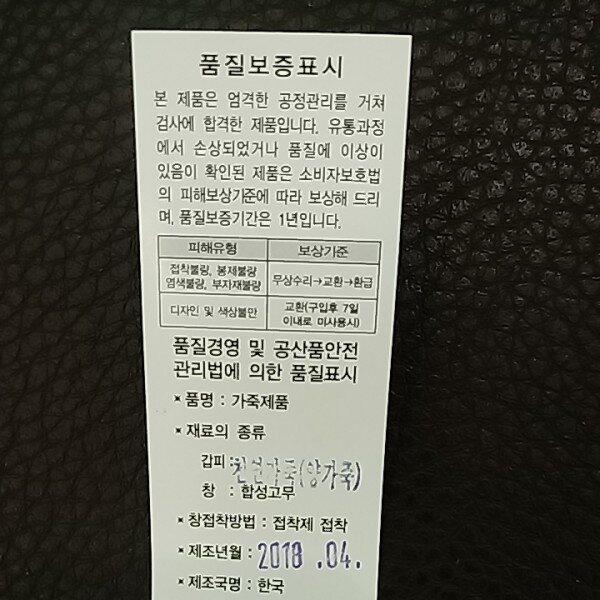 품질보증표시
본 제품은 엄격한 공정관리를 거쳐
검사에 합격한 제품입니다. 유통과정
에서 손상되었거나 품질에 이상이
있음이 확인된 제품은 소비자보호법
의 피해보상기준에 따라 보상해 드리
며, 품질보증기간은 1년입니다.
피해유형 보상기준
접착불량, 봉제불량
염색불량, 부자재불량 무상수리→교환→환급
디자인 및 색상불만 교환(구입후 7일
이내로 미사용시)
품질경영 및 공산품안전
관리법에 의한 품질표시
* 품명 : 가죽제품
* 재료의 종류
갑피 : 천연가죽(양가죽)
창 : 합성고무
* 창접착방법 : 접착제 접착
* 제조년월 : 2018 .04.
* 제조국명 : 한국